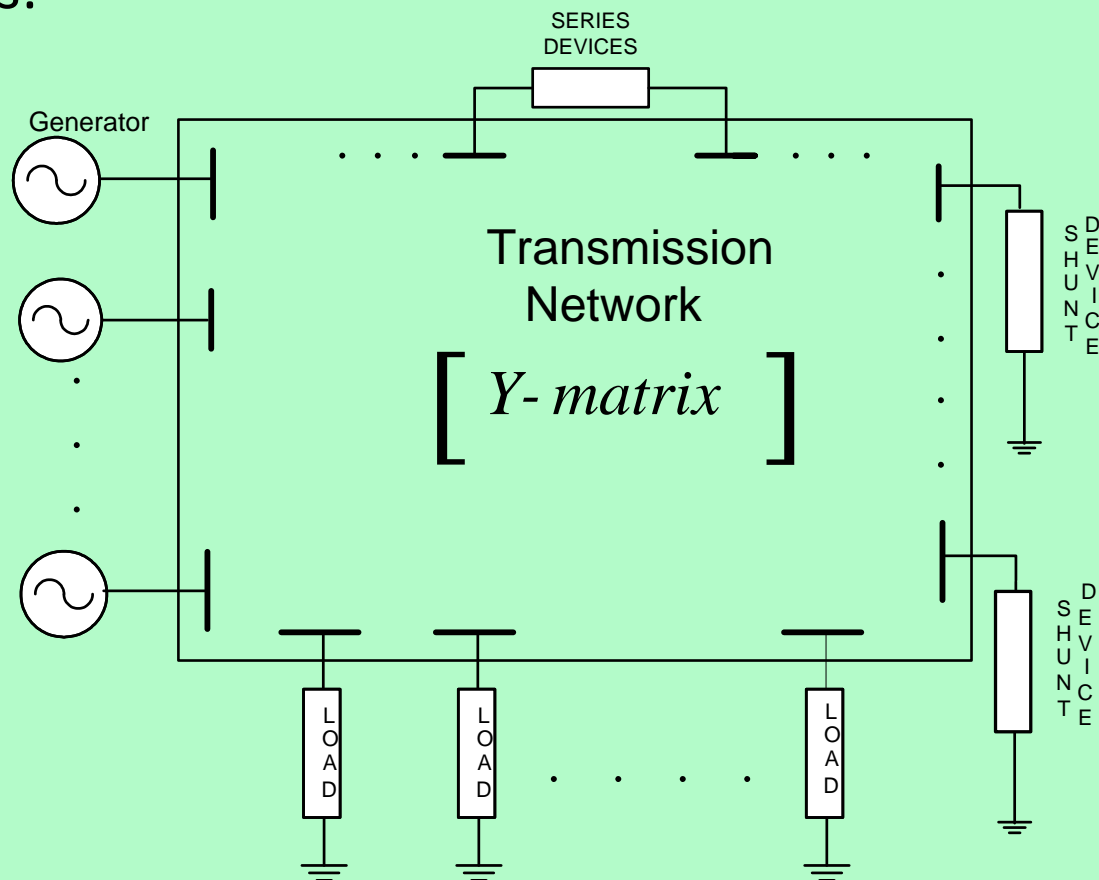 s.
SERIES
DEVICES
Generator
Transmission
Network
[ Y- matrix ]
SHUNT
DEVICE
SHUNT
DEVICE
LOAD
LOAD
LOAD